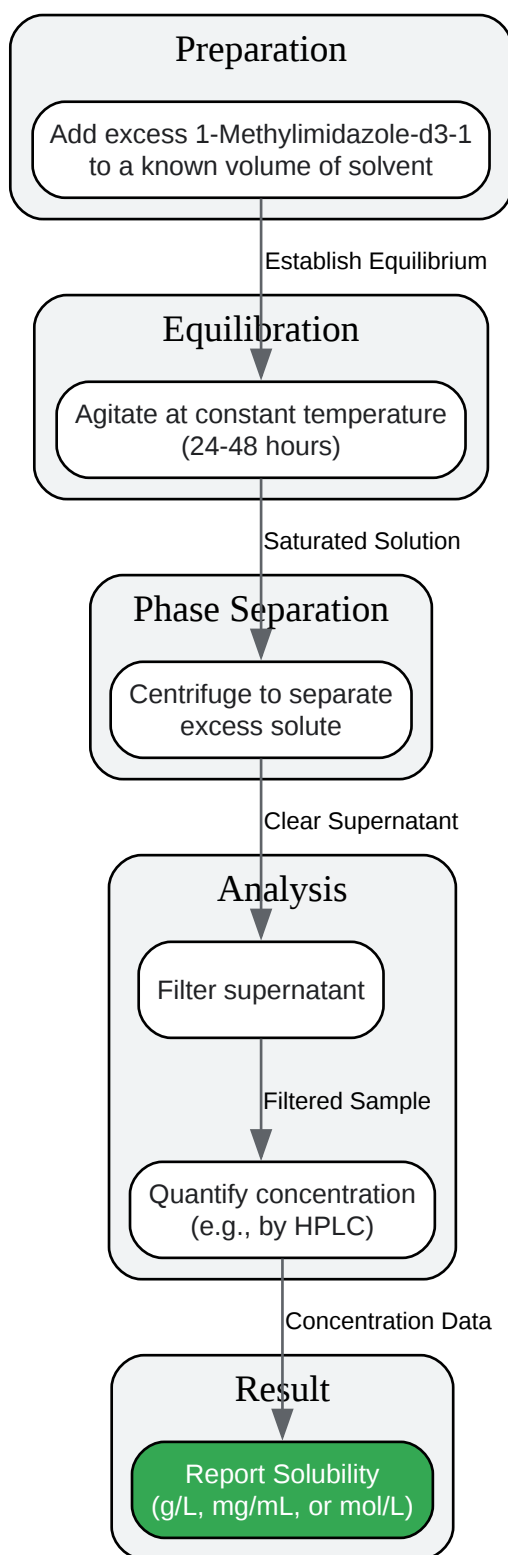 Preparation
Add excess 1-Methylimidazole-d3-1
to a known volume of solvent
Establish Equilibrium
Equilibration
Agitate at constant temperature
(24-48 hours)
Saturated Solution
Phase Separation
Centrifuge to separate
excess solute
Clear Supernatant
Analysis
Filter supernatant
Filtered Sample
Quantify concentration
(e.g., by HPLC)
Concentration Data
Result
Report Solubility
(g/L, mg/mL, or mol/L)